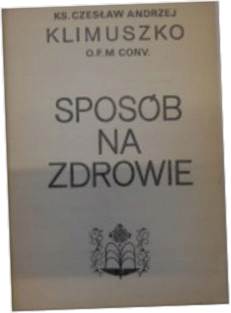 KS. CZESŁAW ANDRZEJ
KLIMUSZKO
O.F.M CONV.
SPOSÓB
NA
ZDROWIE